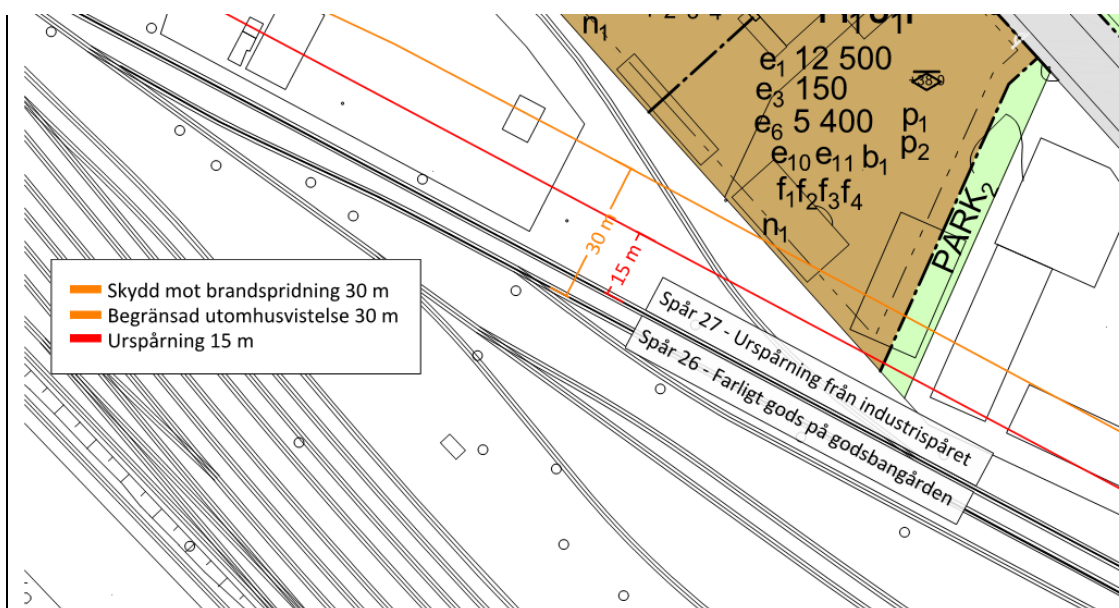 n1
e1 12 500
e3 150
e6 5 400
p1
p2
e10 e11 b1
f1 f2 f3 f4
n1
PARK2
30 m
15 m
Skydd mot brandspridning 30 m
Begränsad utomhusvistelse 30 m
Urspårning 15 m
Spår 27 - Urspårning från industrispåret
Spår 26 - Farligt gods på godsbangården